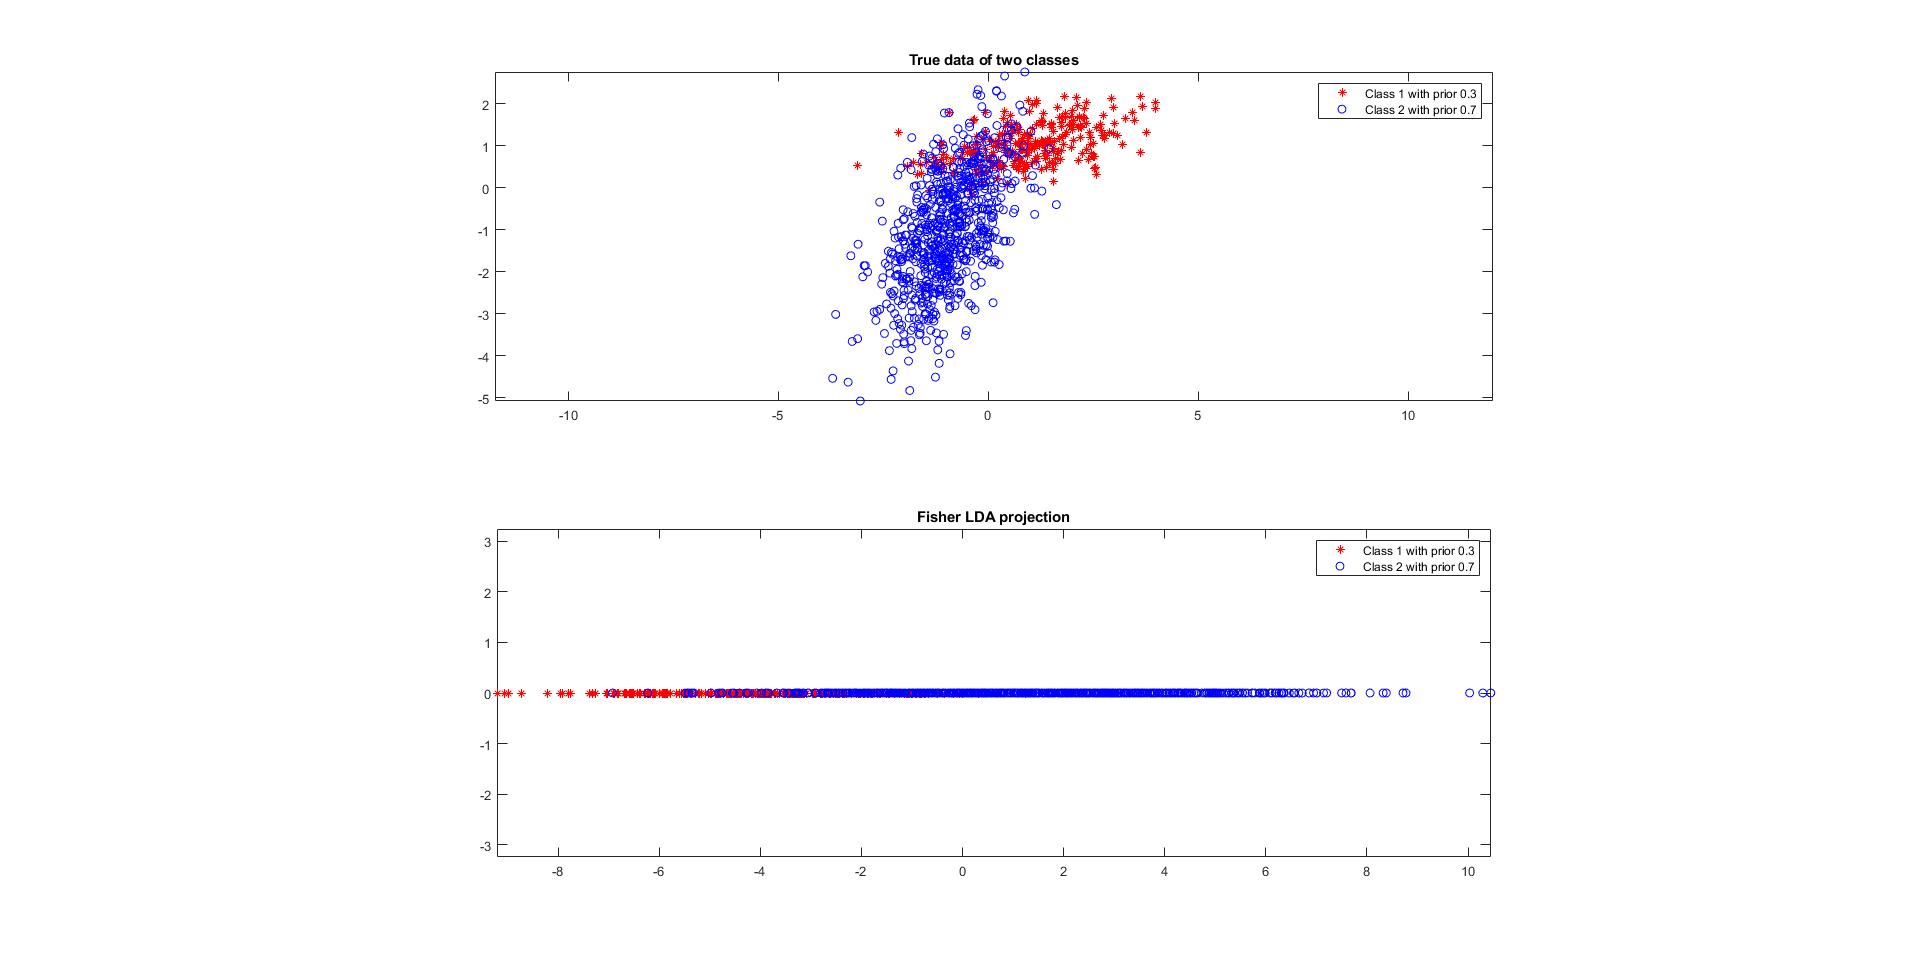 True data of two classes
Class 1 with prior 0.3
Class 2 with prior 0.7
2
1
0
-1
-2
-3
-4
-5
-10 -5 0 5 10
Fisher LDA projection
Class 1 with prior 0.3
Class 2 with prior 0.7
3
2
1
0
-1
-2
-3
-8 -6 -4 -2 0 2 4 6 8 10